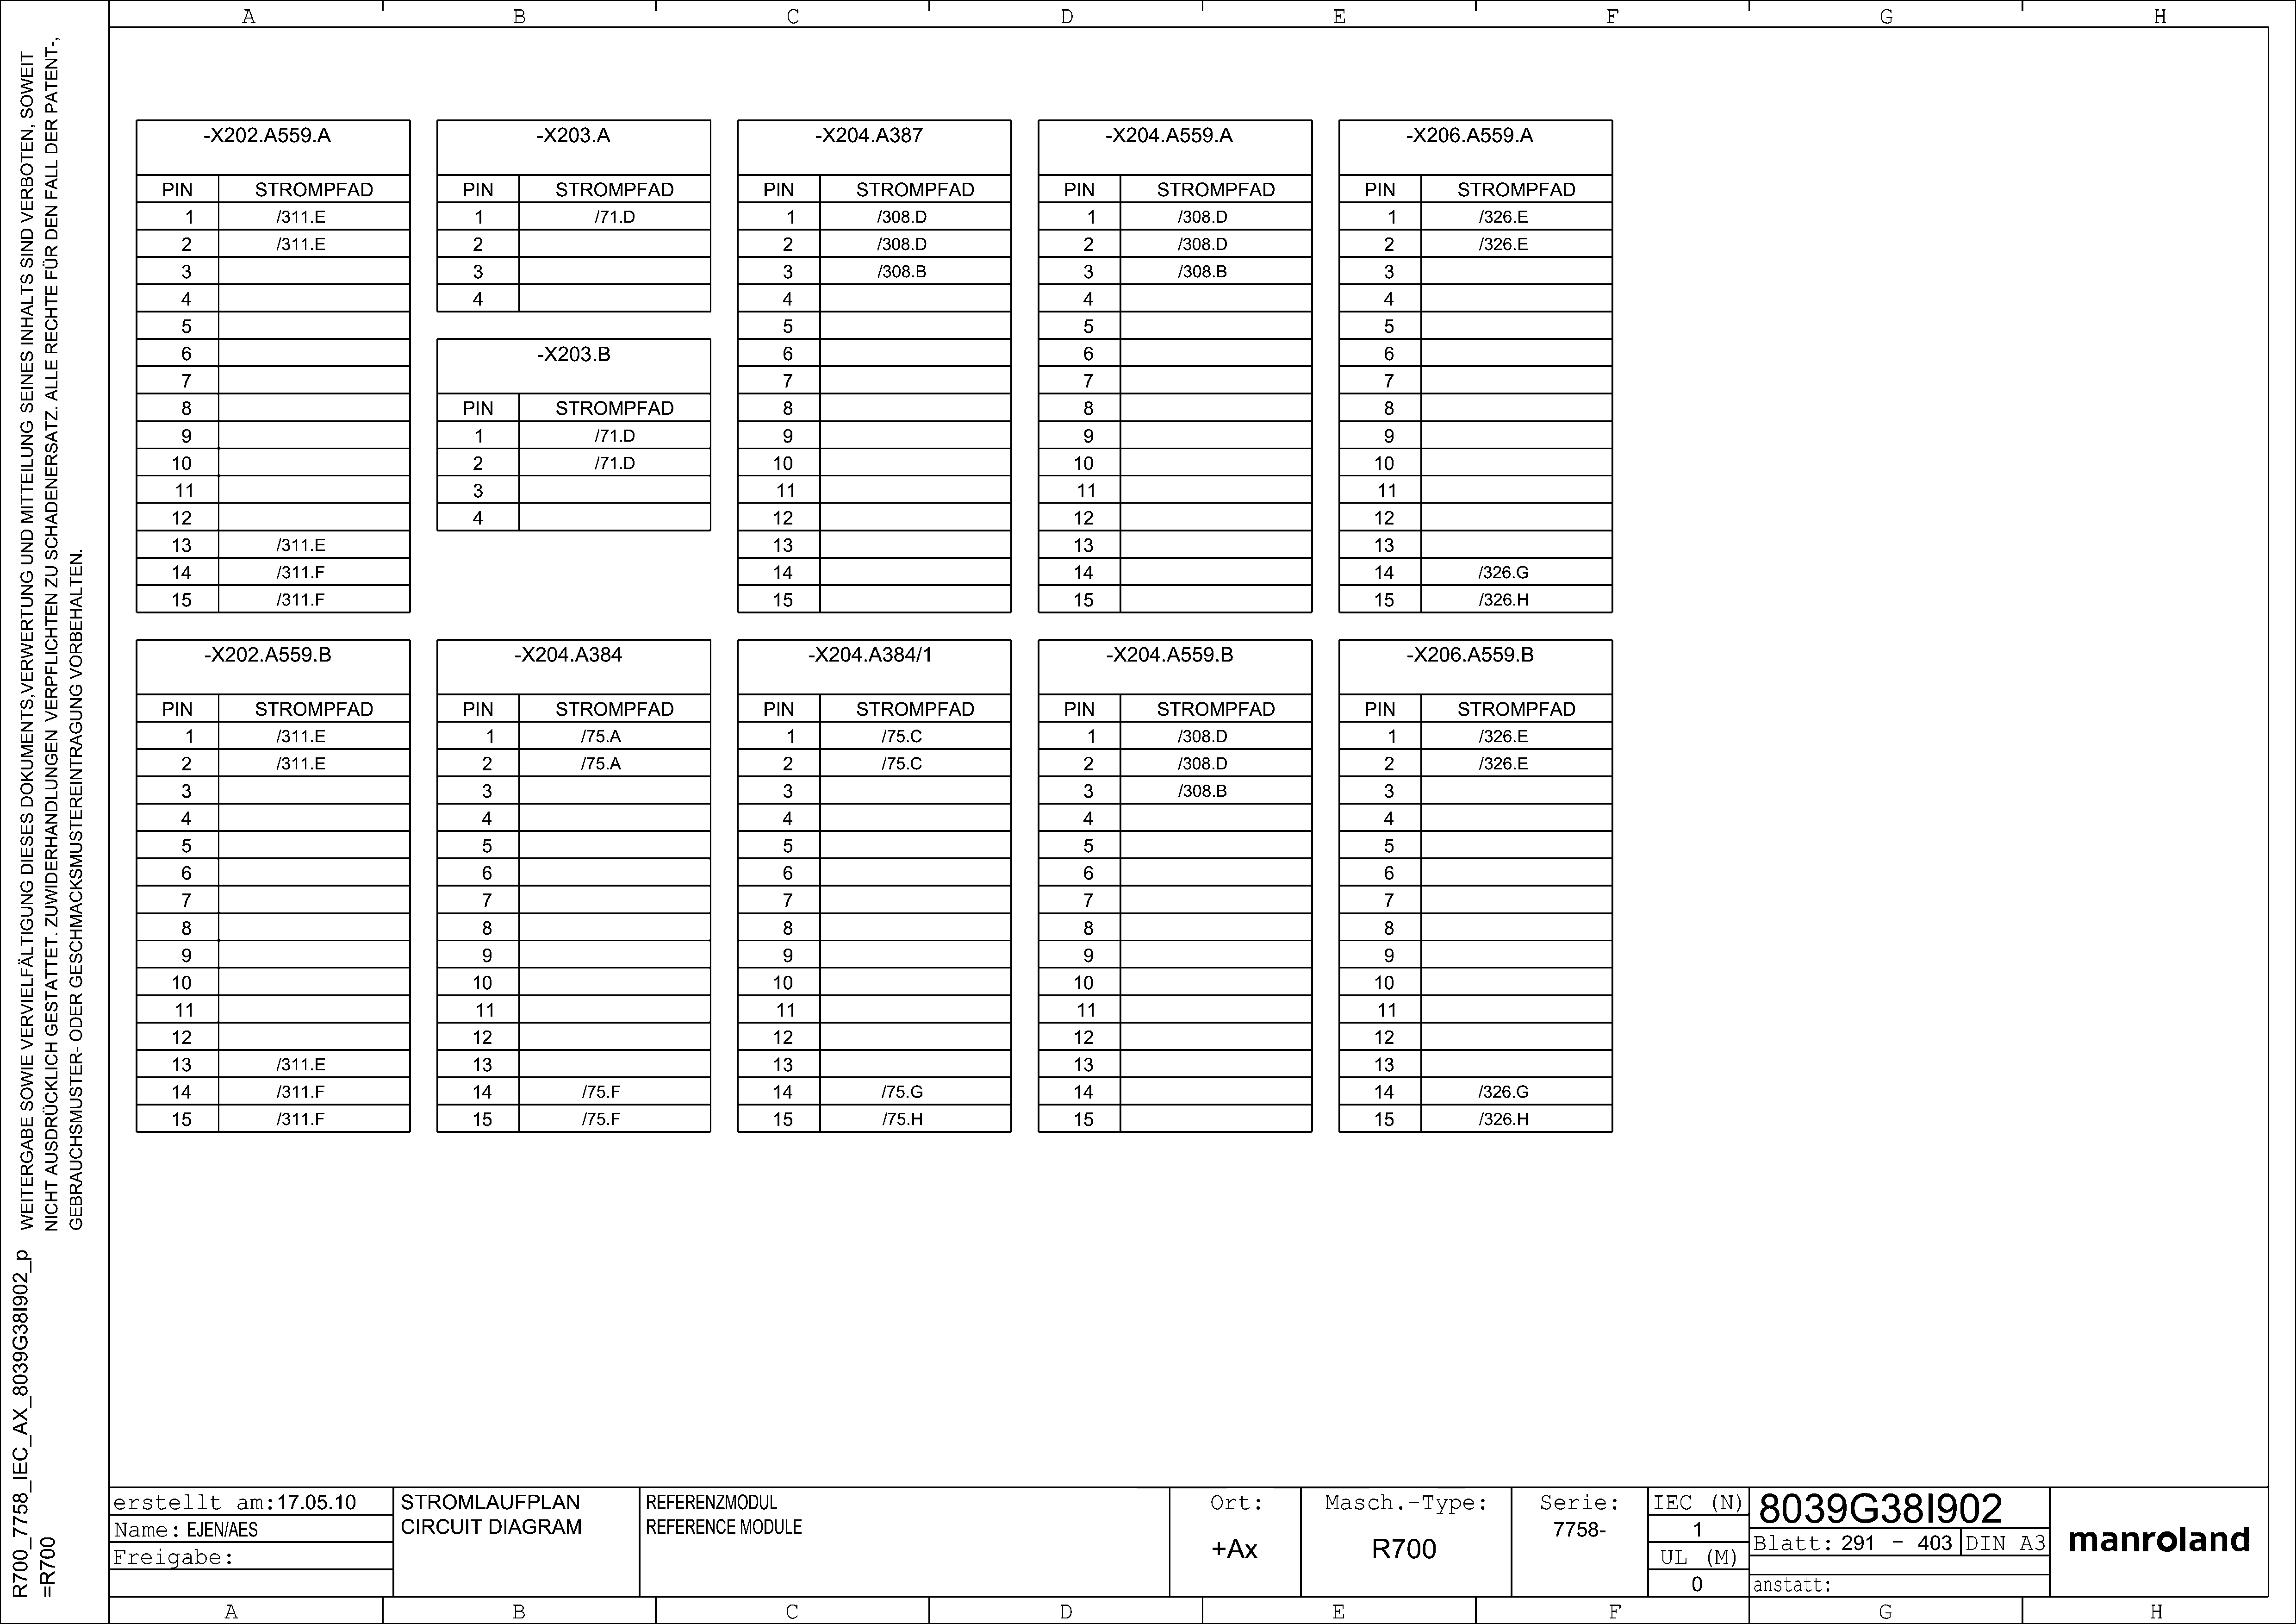 A B C D E F G H
-X202.A559.A
PIN STROMPFAD
1 /311.E
2 /311.E
3
4
5
6
7
8
9
10
11
12
13 /311.E
14 /311.F
15 /311.F
-X203.A
PIN STROMPFAD
1 /71.D
2
3
4
-X203.B
PIN STROMPFAD
1 /71.D
2 /71.D
3
4
-X204.A387
PIN STROMPFAD
1 /308.D
2 /308.D
3 /308.B
4
5
6
7
8
9
10
11
12
13
14
15
-X204.A559.A
PIN STROMPFAD
1 /308.D
2 /308.D
3 /308.B
4
5
6
7
8
9
10
11
12
13
14
15
-X206.A559.A
PIN STROMPFAD
1 /326.E
2 /326.E
3
4
5
6
7
8
9
10
11
12
13
14 /326.G
15 /326.H
-X202.A559.B
PIN STROMPFAD
1 /311.E
2 /311.E
3
4
5
6
7
8
9
10
11
12
13 /311.E
14 /311.F
15 /311.F
-X204.A384
PIN STROMPFAD
1 /75.A
2 /75.A
3
4
5
6
7
8
9
10
11
12
13
14 /75.F
15 /75.F
-X204.A384/1
PIN STROMPFAD
1 /75.C
2 /75.C
3
4
5
6
7
8
9
10
11
12
13
14 /75.G
15 /75.H
-X204.A559.B
PIN STROMPFAD
1 /308.D
2 /308.D
3 /308.B
4
5
6
7
8
9
10
11
12
13
14
15
-X206.A559.B
PIN STROMPFAD
1 /326.E
2 /326.E
3
4
5
6
7
8
9
10
11
12
13
14 /326.G
15 /326.H
WEITERGABE SOWIE VERVIELFÄLTIGUNG DIESES DOKUMENTS,VERWERTUNG UND MITTEILUNG SEINES INHALTS SIND VERBOTEN, SOWEIT
NICHT AUSDRÜCKLICH GESTATTET. ZUWIDERHANDLUNGEN VERPFLICHTEN ZU SCHADENERSATZ. ALLE RECHTE FÜR DEN FALL DER PATENT-,
GEBRAUCHSMUSTER- ODER GESCHMACKSMUSTEREINTRAGUNG VORBEHALTEN.
R700_7758_IEC_AX_8039G38I902_p
=R700
erstellt am:17.05.10
Name: EJEN/AES
Freigabe:
STROMLAUFPLAN
CIRCUIT DIAGRAM
REFERENZMODUL
REFERENCE MODULE
Ort:
+Ax
Masch.-Type:
R700
Serie:
7758-
IEC (N)
1
UL (M)
0
8039G38I902
Blatt: 291 - 403 DIN A3
anstatt:
manroland
A B C D E F G H